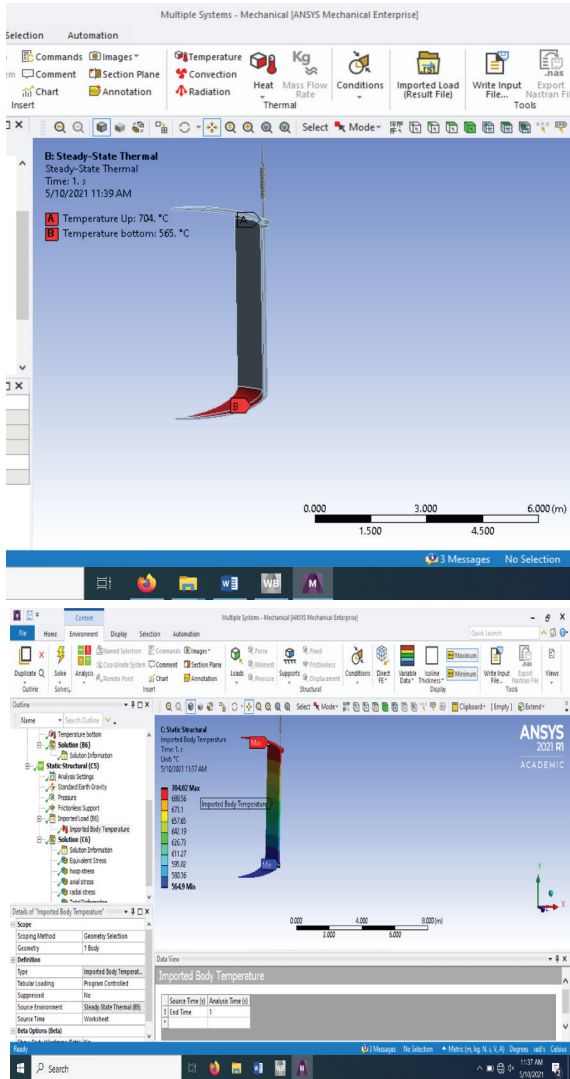 Multiple Systems - Mechanical [ANSYS Mechanical Enterprise]
Selection Automation
Commands Images Temperature Kg
Comment Section Plane Convection Heat Mass Flow Rate Conditions Imported Load (Result File) Write Input File... Export Nastran Fi
Chart Annotation Radiation
Insert Thermal Tools
Select Mode
B: Steady-State Thermal
Steady-State Thermal
Time: 1. s
5/10/2021 11:39 AM
A Temperature Up: 704. °C
B Temperature bottom: 565. °C
A
B
0.000 3.000 6.000 (m)
1.500 4.500
3 Messages No Selection
W WB M
Context Multiple Systems - Mechanical [ANSYS Mechanical Enterprise]
File Home Environment Display Selection Automation Quick Launch
Named Selection Commands Images Force Fixed Maximum
Duplicate Q Solve Analysis Coordinate System Comment Section Plane Loads Moment Supports Frictionless Conditions Direct FE Variable Data Isoline Thickness Minimum Write Input File... Export Nastran File Views
Remote Point Chart Annotation Pressure Displacement
Outline Solver Insert Structural Display Tools
Outline
Select Mode Clipboard [Empty] Extend
Name Search Outline
Temperature bottom
Solution (B6)
Solution Information
Static Structural (C5)
Analysis Settings
Standard Earth Gravity
Pressure
Frictionless Support
Imported Load (B6)
Imported Body Temperature
Solution (C6)
Solution Information
Equivalent Stress
hoop stress
axial stress
radial stress
Total Deformation
C: Static Structural
Imported Body Temperature
Time: 1. s
Unit: °C
5/10/2021 11:37 AM
704.02 Max
688.56
673.1
657.65
642.19
626.73
611.27
595.82
580.36
564.9 Min
Max
Imported Body Temperature
Min
ANSYS
2021 R1
ACADEMIC
Y
X
0.000 4.000 8.000 (m)
2.000 6.000
Details of "Imported Body Temperature"
Scope
Scoping Method Geometry Selection
Geometry 1 Body
Definition
Type Imported Body Temperat...
Tabular Loading Program Controlled
Suppressed No
Source Environment Steady-State Thermal (B5)
Source Time Worksheet
Beta Options (Beta)
Data View
Imported Body Temperature
Source Time (s) Analysis Time (s)
1 End Time 1
*
Ready 3 Messages No Selection Metric (m, kg, N, s, V, A) Degrees rad/s Celsius
Search
11:37 AM
5/10/2021